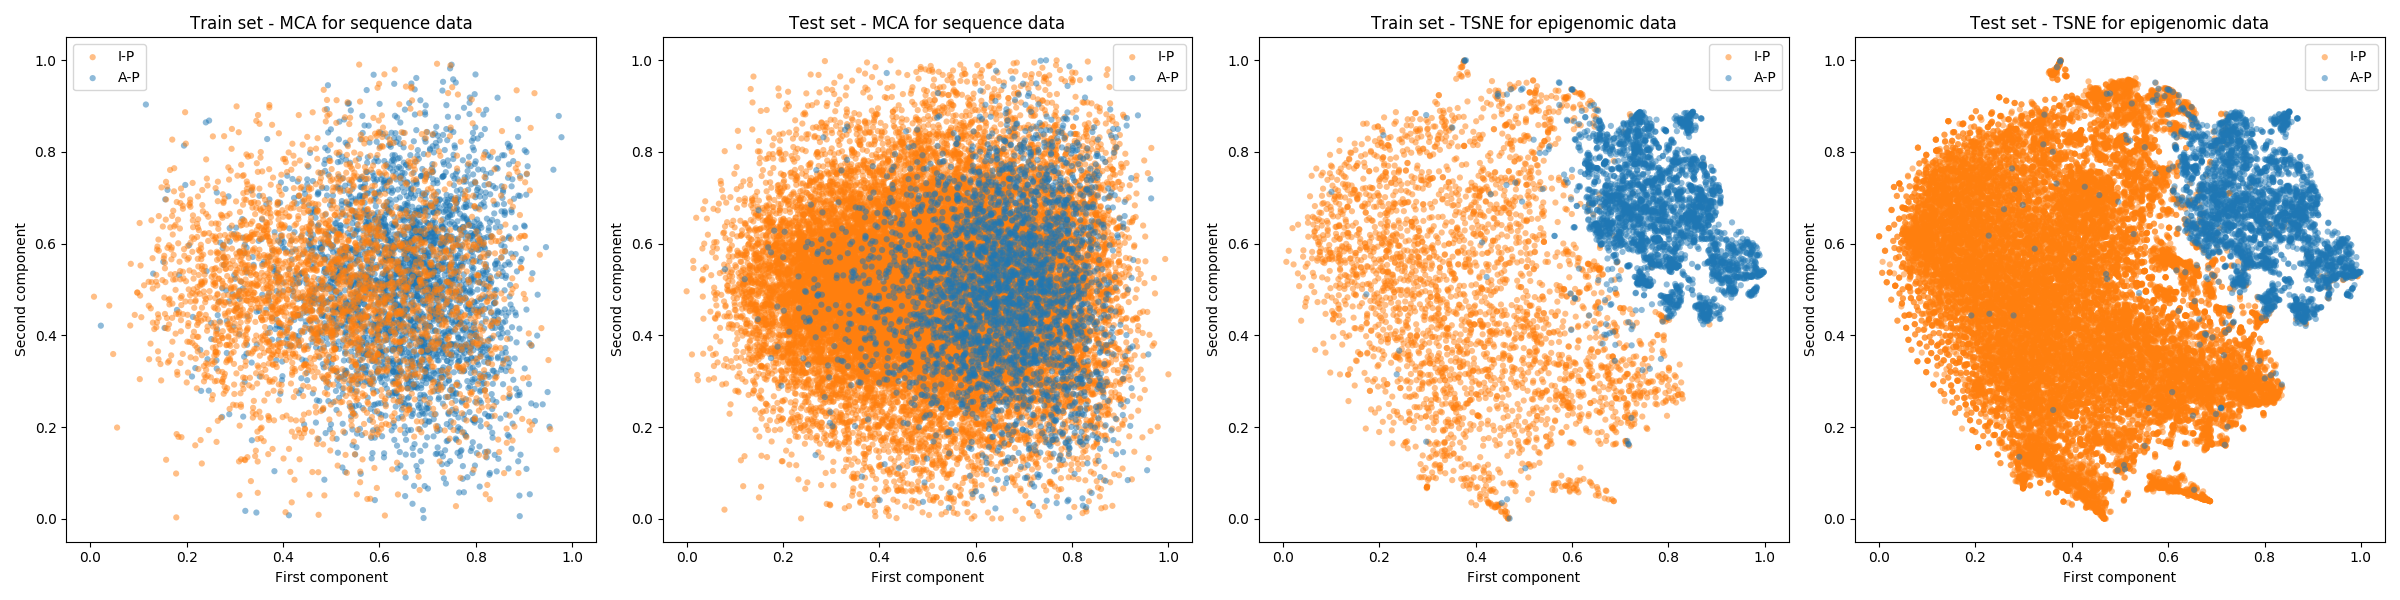 Train set - MCA for sequence data
I-P
A-P
1.0
0.8
0.6
0.4
0.2
0.0
Second component
0.0 0.2 0.4 0.6 0.8 1.0
First component
Test set - MCA for sequence data
I-P
A-P
1.0
0.8
0.6
0.4
0.2
0.0
Second component
0.0 0.2 0.4 0.6 0.8 1.0
First component
Train set - TSNE for epigenomic data
I-P
A-P
1.0
0.8
0.6
0.4
0.2
0.0
Second component
0.0 0.2 0.4 0.6 0.8 1.0
First component
Test set - TSNE for epigenomic data
I-P
A-P
1.0
0.8
0.6
0.4
0.2
0.0
Second component
0.0 0.2 0.4 0.6 0.8 1.0
First component